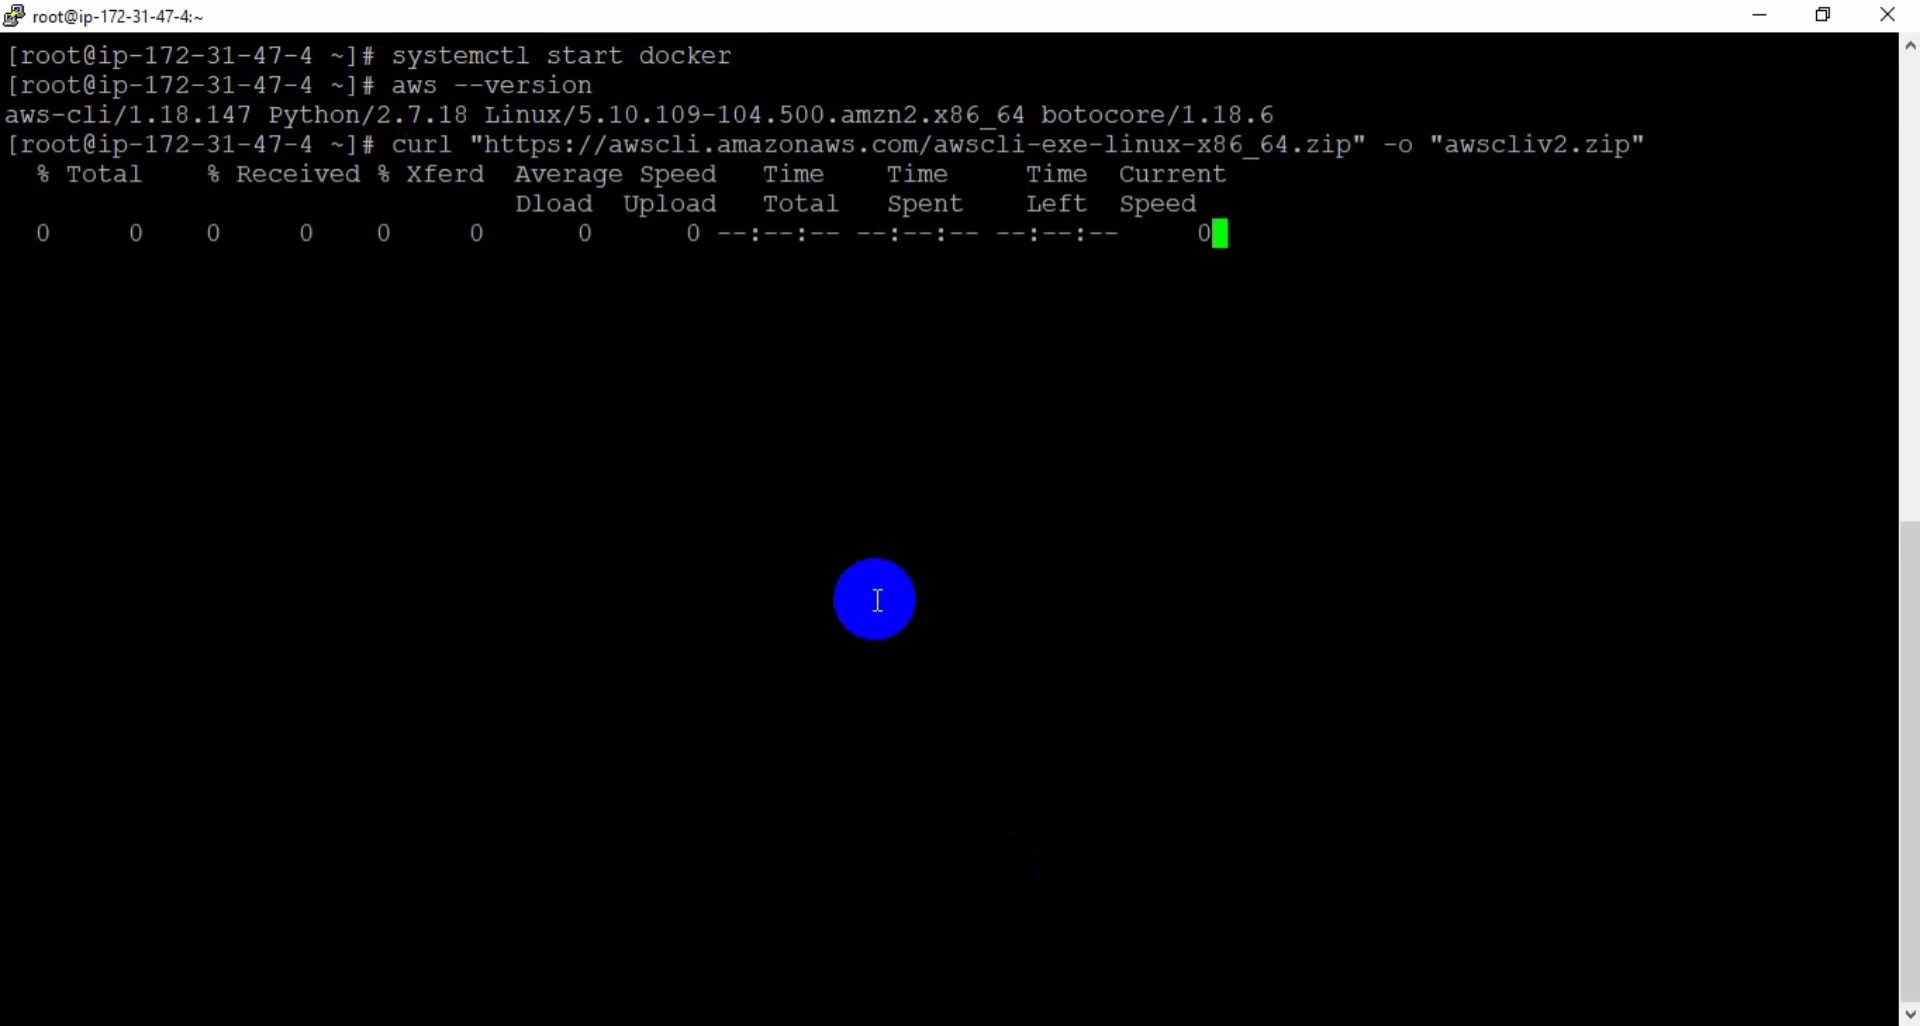 root@ip-172-31-47-4:~
[root@ip-172-31-47-4 ~]# systemctl start docker
[root@ip-172-31-47-4 ~]# aws --version
aws-cli/1.18.147 Python/2.7.18 Linux/5.10.109-104.500.amzn2.x86_64 botocore/1.18.6
[root@ip-172-31-47-4 ~]# curl "https://awscli.amazonaws.com/awscli-exe-linux-x86_64.zip" -o "awscliv2.zip"
  % Total    % Received % Xferd  Average Speed   Time    Time     Time  Current
                                 Dload  Upload   Total   Spent    Left  Speed
  0     0    0     0    0     0      0      0 --:--:-- --:--:-- --:--:--     0